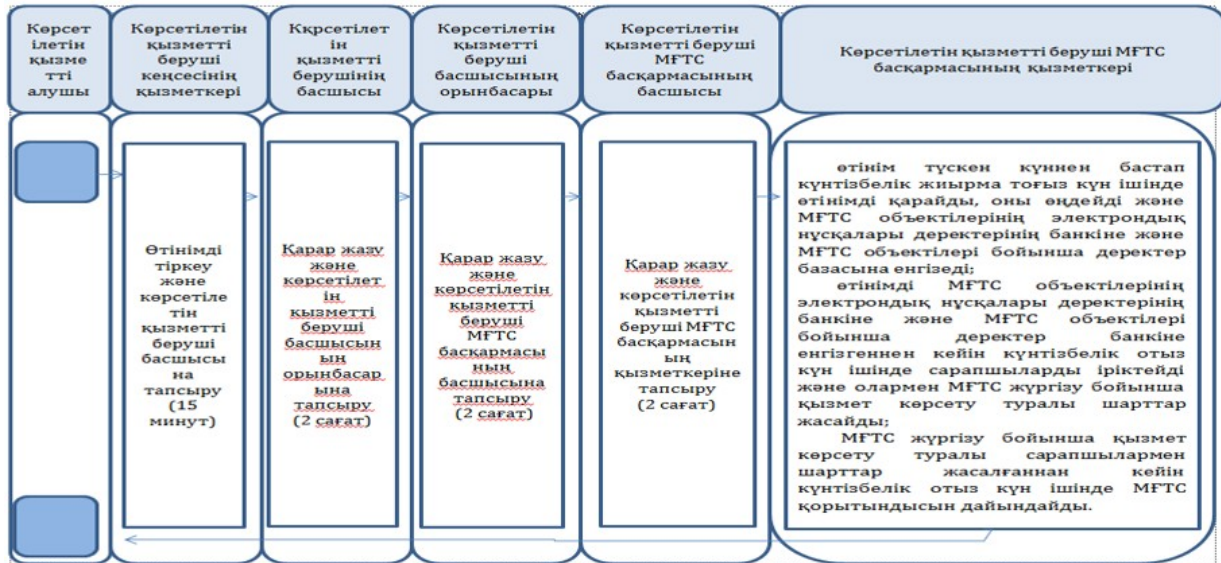 Көрсет
ілетін
қызме
тті
алушы
Көрсетілетін
қызметті
беруші
кеңсесінің
қызметкері
Кқрсетілет
ін
қызметті
берушінің
басшысы
Көрсетілетін
қызметті
беруші
басшысының
орынбасары
Көрсетілетін
қызметті беруші
МҒТС
басқармасының
басшысы
Көрсетілетін қызметті беруші МҒТС
басқармасының қызметкері
Өтінімді
тіркеу
және
көрсетіле
тін
қызметті
беруші
басшысы
на
тапсыру
(15
минут)
Қарар жазу
және
көрсетілет
ін
қызметті
беруші
басшысын
ың
орынбасар
ына
тапсыру
(2 сағат)
Қарар жазу
және
көрсетілетін
қызметті
беруші
МҒТС
басқармасы
ның
басшысына
тапсыру
(2 сағат)
Қарар жазу
және
көрсетілетін
қызметті
беруші МҒТС
басқармасын
ың
қызметкеріне
тапсыру
(2 сағат)
өтінім түскен күннен бастап
күнтізбелік жиырма тоғыз күн ішінде
өтінімді қарайды, оны өңдейді және
МҒТС объектілерінің электрондық
нұсқалары деректерінің банкіне және
МҒТС объектілері бойынша деректер
базасына енгізеді;
өтінімді МҒТС объектілерінің
электрондық нұсқалары деректерінің
банкіне және МҒТС объектілері
бойынша деректер банкіне
енгізгеннен кейін күнтізбелік отыз
күн ішінде сарапшыларды іріктейді
және олармен МҒТС жүргізу бойынша
қызмет көрсету туралы шарттар
жасайды;
МҒТС жүргізу бойынша қызмет
көрсету туралы сарапшылармен
шарттар жасалғаннан кейін
күнтізбелік отыз күн ішінде МҒТС
қорытындысын дайындайды.